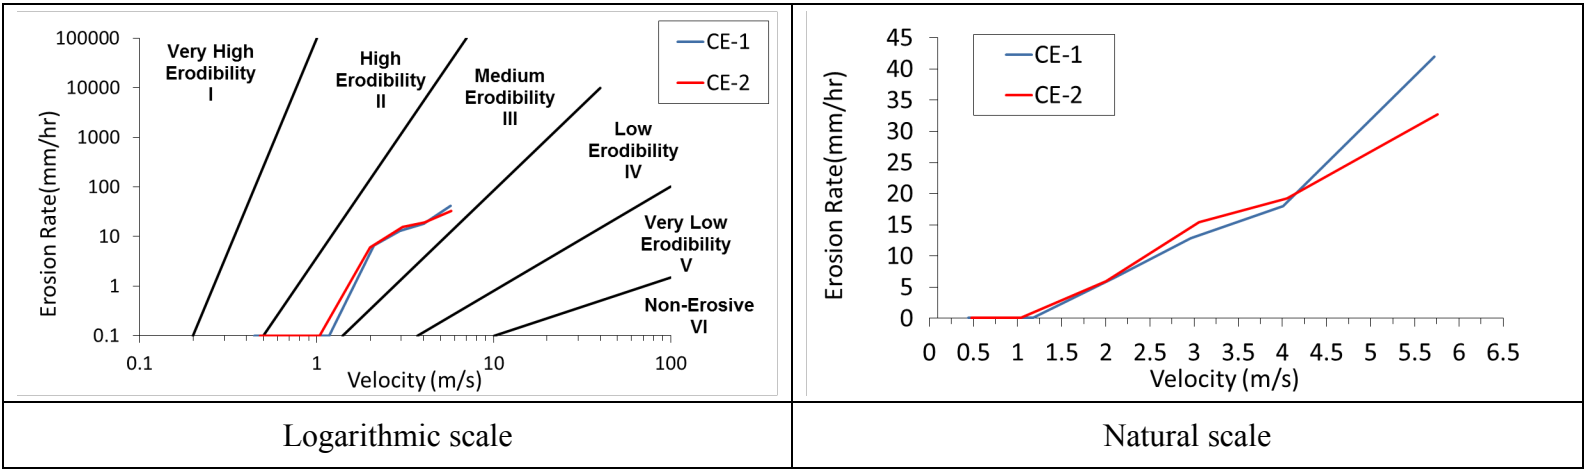 100000
10000
1000
100
10
1
0.1
Erosion Rate(mm/hr)
0.1
1
10
100
Velocity (m/s)
Very High
Erodibility
I
High
Erodibility
II
Medium
Erodibility
III
Low
Erodibility
IV
Very Low
Erodibility
V
Non-Erosive
VI
CE-1
CE-2
45
40
35
30
25
20
15
10
5
0
Erosion Rate(mm/hr)
0 0.5 1 1.5 2 2.5 3 3.5 4 4.5 5 5.5 6 6.5
Velocity (m/s)
CE-1
CE-2
Logarithmic scale
Natural scale